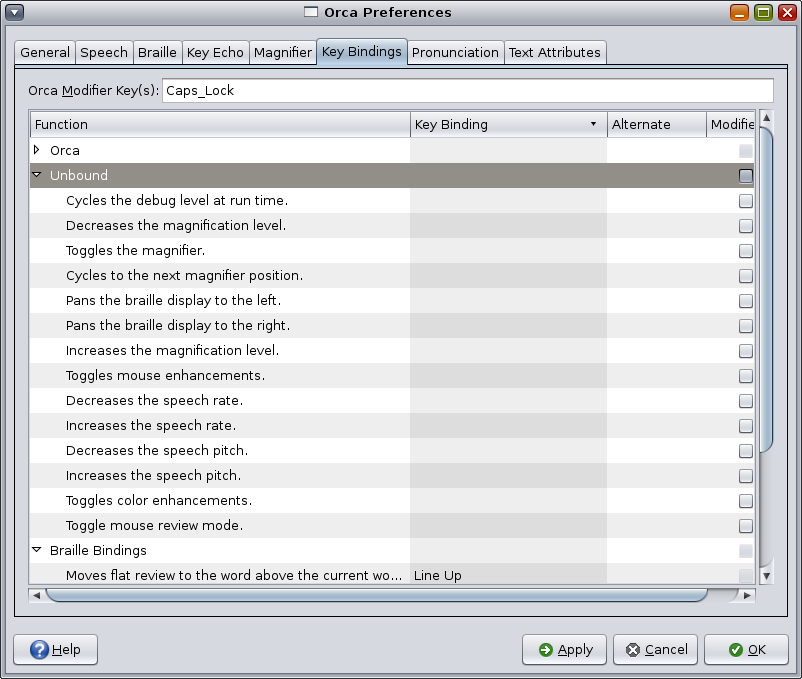 Orca Preferences
General Speech Braille Key Echo Magnifier Key Bindings Pronunciation Text Attributes
Orca Modifier Key(s): Caps_Lock
Function Key Binding Alternate Modifie
Orca
Unbound
Cycles the debug level at run time.
Decreases the magnification level.
Toggles the magnifier.
Cycles to the next magnifier position.
Pans the braille display to the left.
Pans the braille display to the right.
Increases the magnification level.
Toggles mouse enhancements.
Decreases the speech rate.
Increases the speech rate.
Decreases the speech pitch.
Increases the speech pitch.
Toggles color enhancements.
Toggle mouse review mode.
Braille Bindings
Moves flat review to the word above the current wo... Line Up
Help Apply Cancel OK